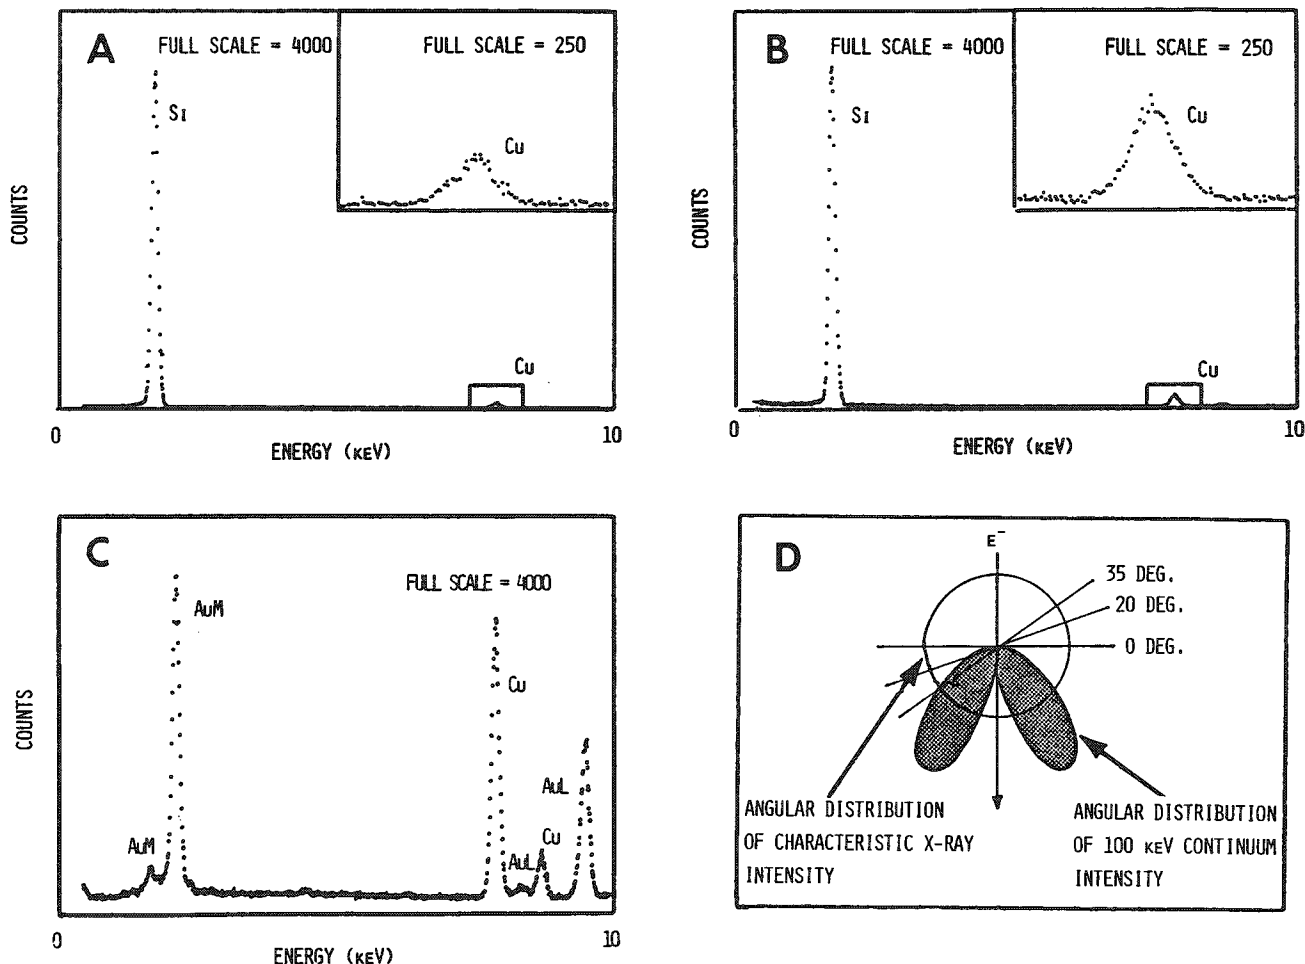 A
FULL SCALE = 4000
FULL SCALE = 250
Si
Cu
Cu
COUNTS
0
10
ENERGY (KEV)
B
FULL SCALE = 4000
FULL SCALE = 250
Si
Cu
Cu
COUNTS
0
10
ENERGY (KEV)
C
FULL SCALE = 4000
AuM
Cu
AuL
AuM
AuL
Cu
COUNTS
0
10
ENERGY (KEV)
D
E⁻
35 DEG.
20 DEG.
0 DEG.
ANGULAR DISTRIBUTION
OF CHARACTERISTIC X-RAY
INTENSITY
ANGULAR DISTRIBUTION
OF 100 KEV CONTINUUM
INTENSITY